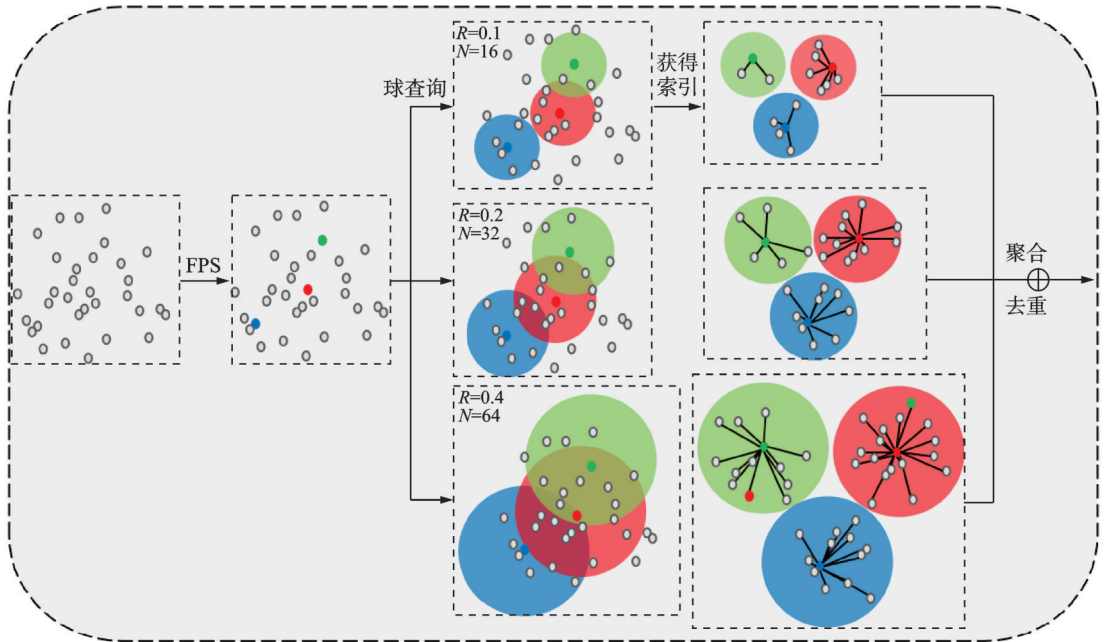 FPS
球查询
R=0.1
N=16
获得
索引
R=0.2
N=32
R=0.4
N=64
聚合
去重